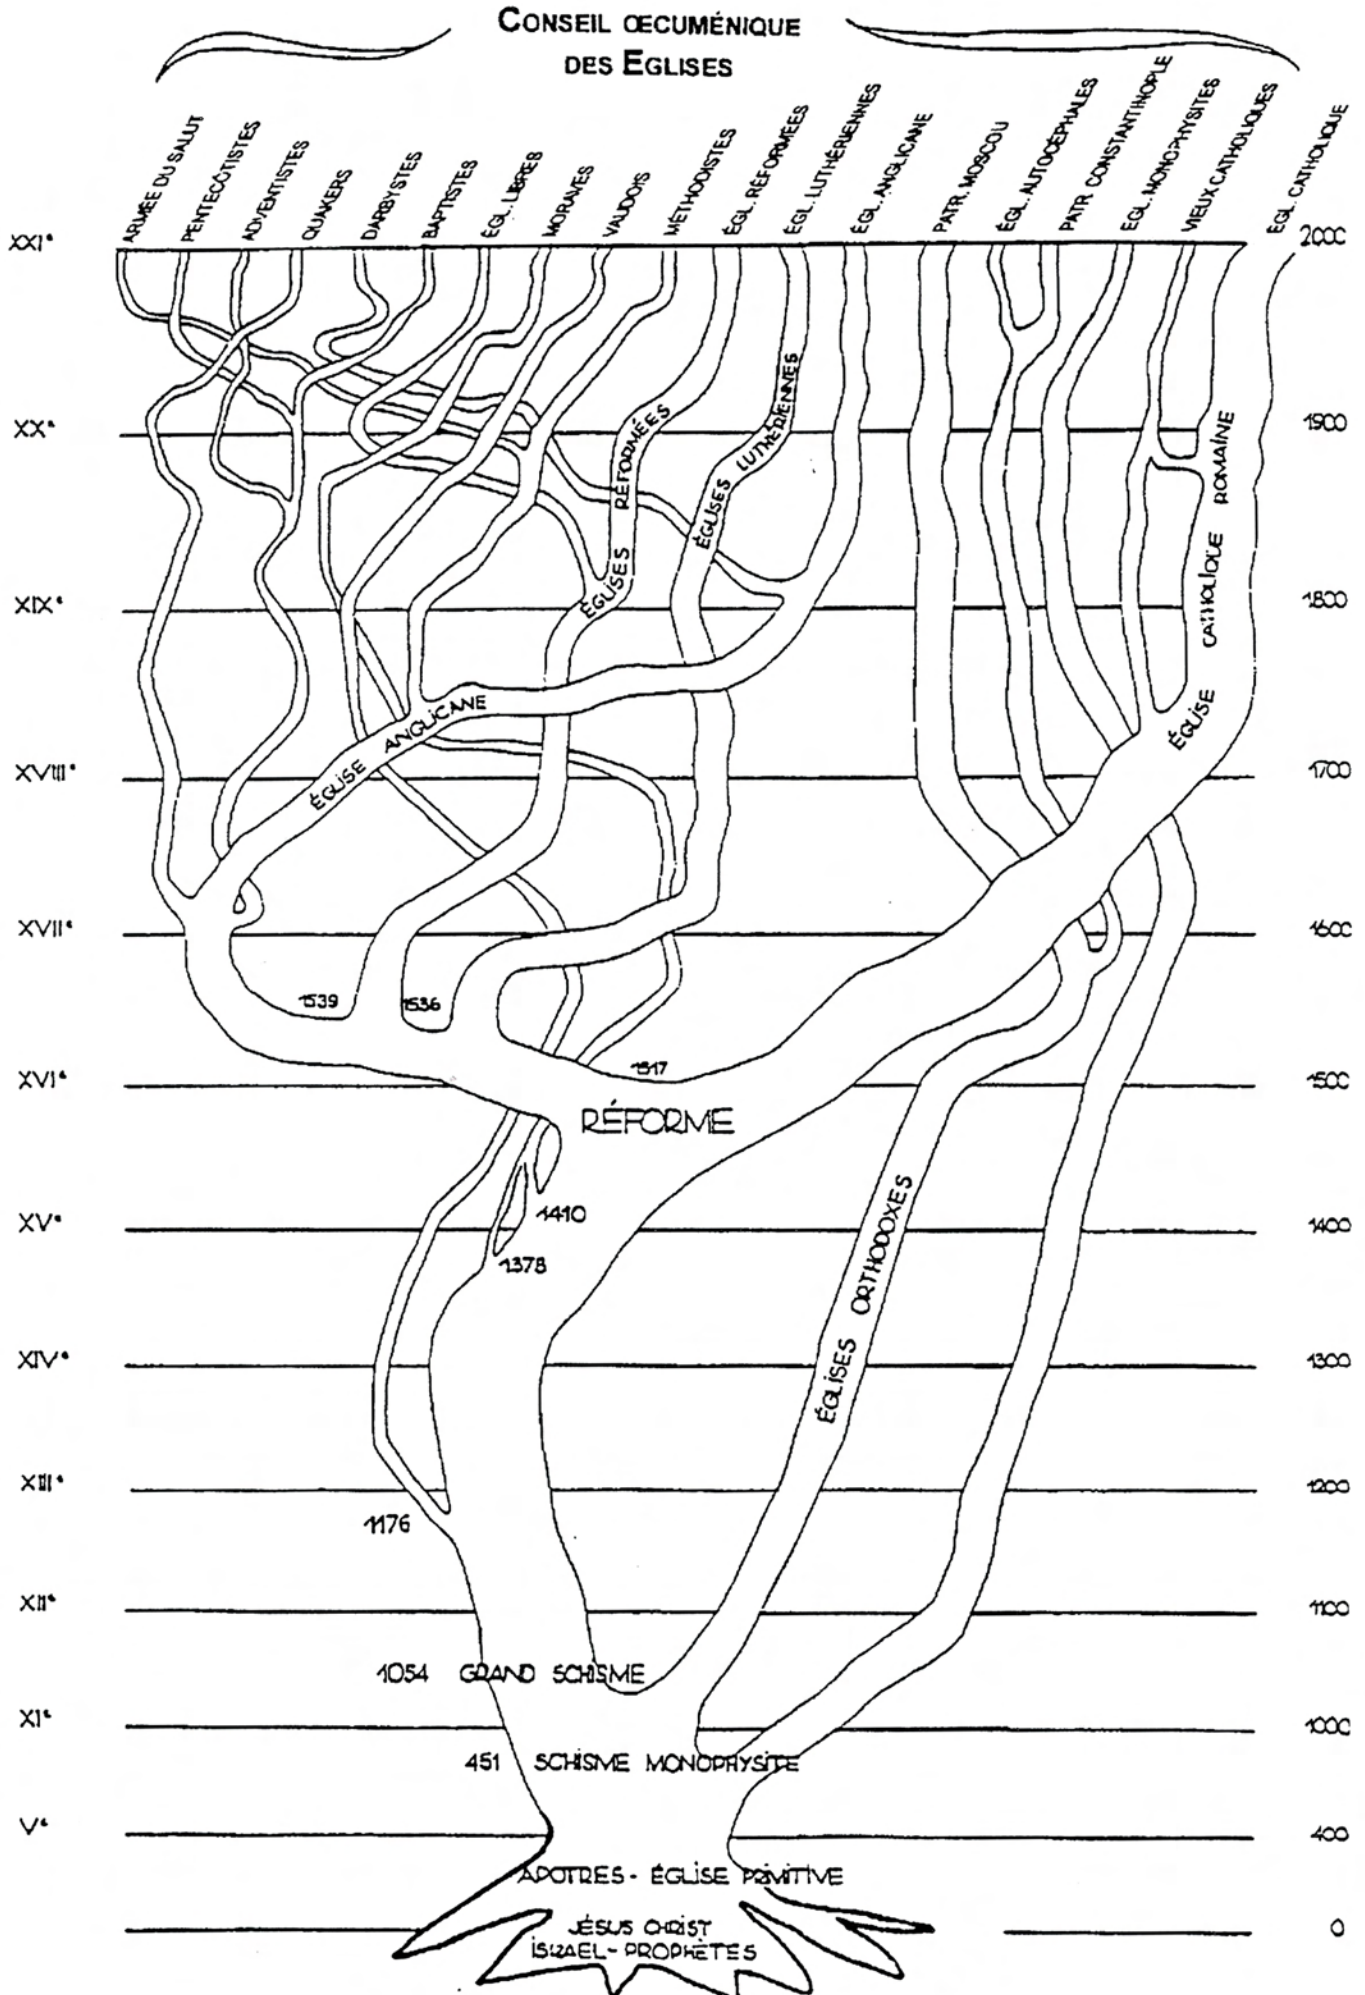 CONSEIL ŒCUMÉNIQUE
DES EGLISES
ARMÉE DU SALUT
PENTECÔTISTES
ADVENTISTES
QUAKERS
DARBYSTES
BAPTISTES
ÉGL. LIBRES
MORAVES
VAUDOIS
MÉTHODISTES
ÉGL. RÉFORMÉES
ÉGL. LUTHÉRIENNES
ÉGL. ANGLICANE
PATR. MOSCOU
ÉGL. AUTOCÉPHALES
PATR. CONSTANTINOPLE
EGL. MONOPHYSITES
VIEUX CATHOLIQUES
ÉGL. CATHOLIQUE
XXIᵉ 2000
XXᵉ 1900
ÉGLISES RÉFORMÉES
ÉGLISES LUTHÉRIENNES
ÉGLISE CATHOLIQUE ROMAINE
XIXᵉ 1800
ÉGLISE ANGLICANE
XVIIIᵉ 1700
XVIIᵉ 1600
1539
1536
1517
XVIᵉ 1500
RÉFORME
1410
XVᵉ 1400
1378
ÉGLISES ORTHODOXES
XIVᵉ 1300
XIIIᵉ 1200
1176
XIIᵉ 1100
1054 GRAND SCHISME
XIᵉ 1000
451 SCHISME MONOPHYSITE
Vᵉ 400
APOTRES - ÉGLISE PRIMITIVE
JÉSUS CHRIST 0
ISRAEL - PROPHÈTES